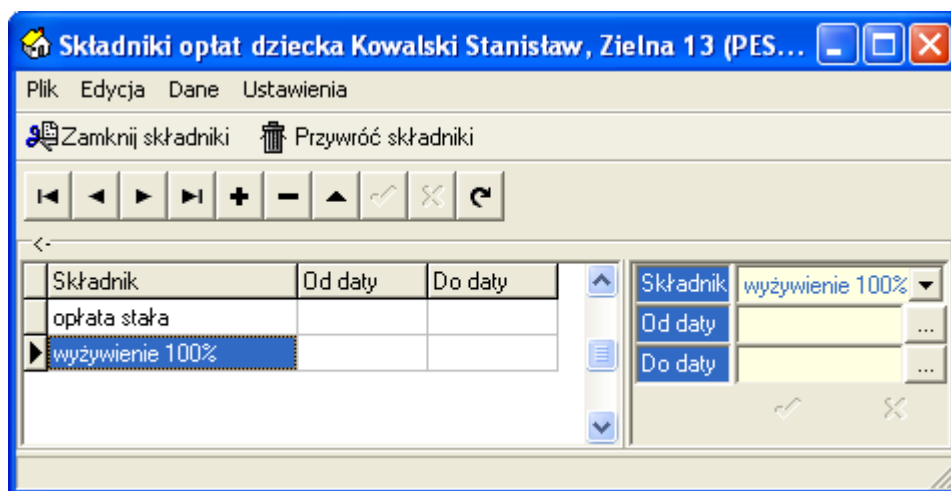 Składniki opłat dziecka Kowalski Stanisław, Zielna 13 (PES...
Plik Edycja Dane Ustawienia
Zamknij składniki Przywróć składniki
<-
Składnik Od daty Do daty
opłata stała
wyżywienie 100%
Składnik wyżywienie 100%
Od daty ...
Do daty ...